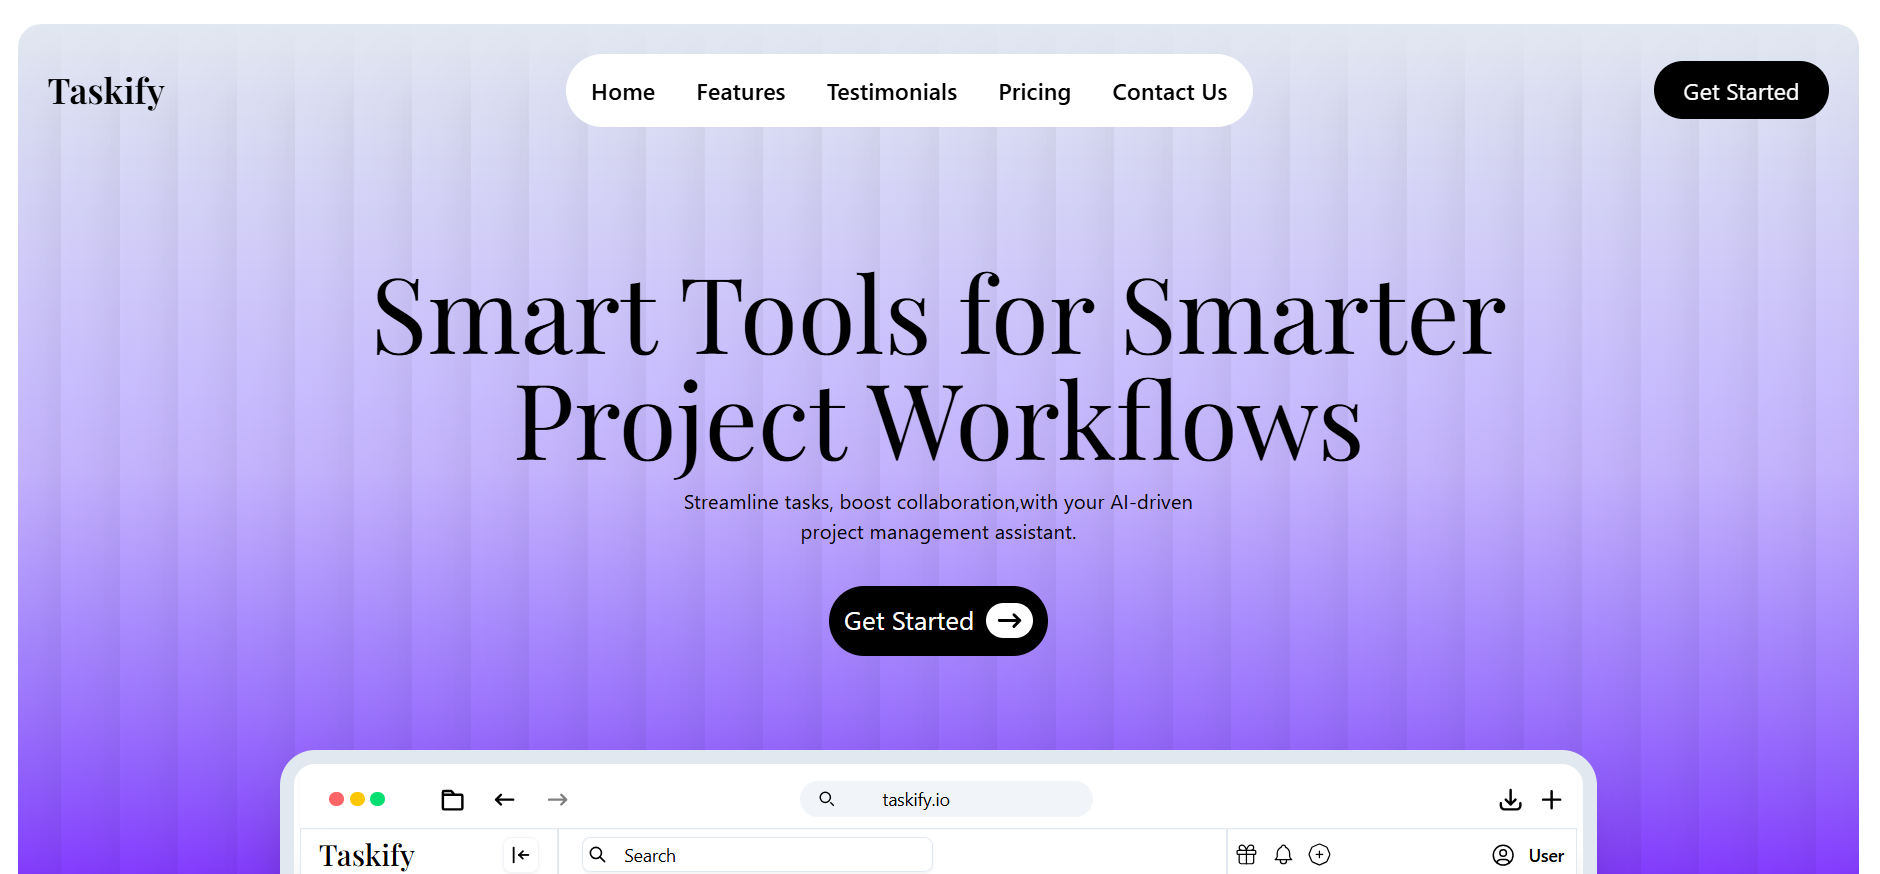 Taskify
Home Features Testimonials Pricing Contact Us
Get Started
Smart Tools for Smarter
Project Workflows
Streamline tasks, boost collaboration,with your AI-driven
project management assistant.
Get Started
taskify.io
Taskify
Search
User